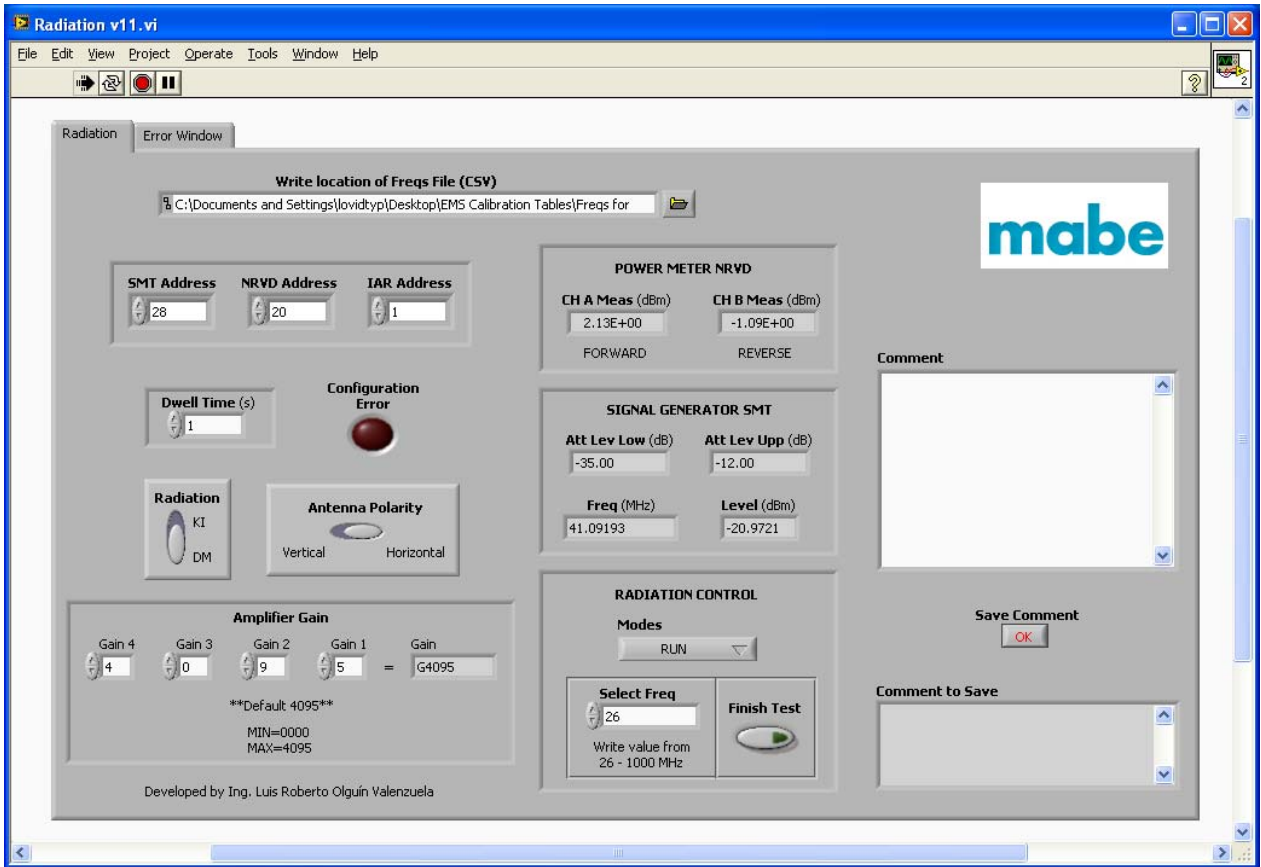 Radiation v11.vi
File Edit View Project Operate Tools Window Help
2
Radiation Error Window
Write location of Freqs File (CSV)
C:\Documents and Settings\lovidtyp\Desktop\EMS Calibration Tables\Freqs for
mabe
SMT Address NRVD Address IAR Address
28 20 1
Dwell Time (s)
1
Configuration
Error
Radiation
KI
DM
Antenna Polarity
Vertical Horizontal
Amplifier Gain
Gain 4 Gain 3 Gain 2 Gain 1 Gain
4 0 9 5 = G4095
**Default 4095**
MIN=0000
MAX=4095
Developed by Ing. Luis Roberto Olguín Valenzuela
POWER METER NRVD
CH A Meas (dBm) CH B Meas (dBm)
2.13E+00 -1.09E+00
FORWARD REVERSE
SIGNAL GENERATOR SMT
Att Lev Low (dB) Att Lev Upp (dB)
-35.00 -12.00
Freq (MHz) Level (dBm)
41.09193 -20.9721
RADIATION CONTROL
Modes
RUN
Select Freq
26
Write value from
26 - 1000 MHz
Finish Test
Comment
Save Comment
OK
Comment to Save